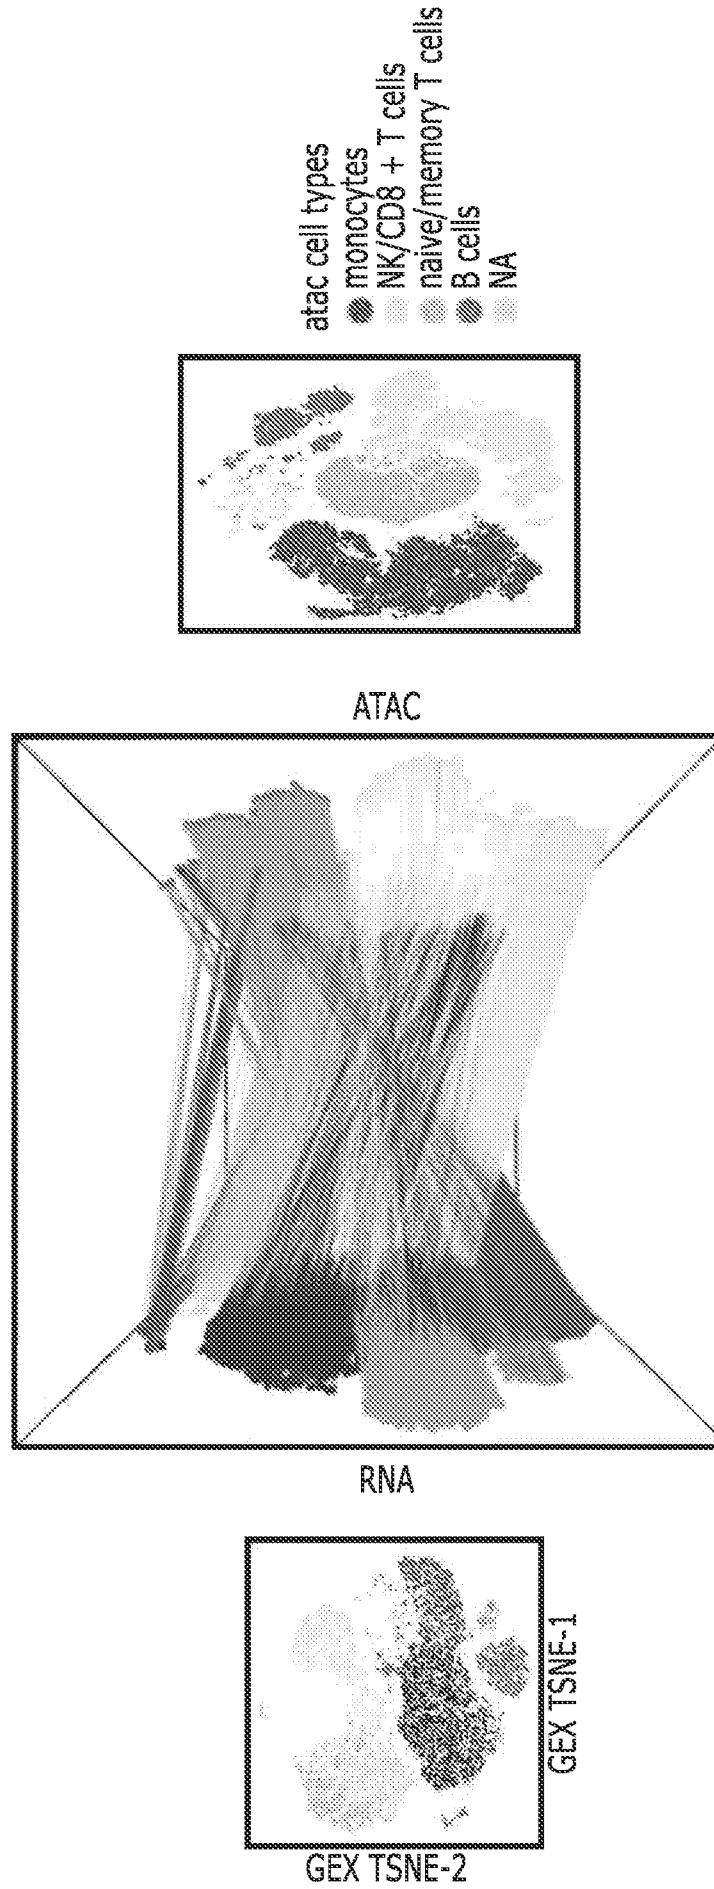 atac cell types
monocytes
NK/CD8 + T cells
naive/memory T cells
B cells
NA
ATAC
RNA
GEX TSNE-1
GEX TSNE-2